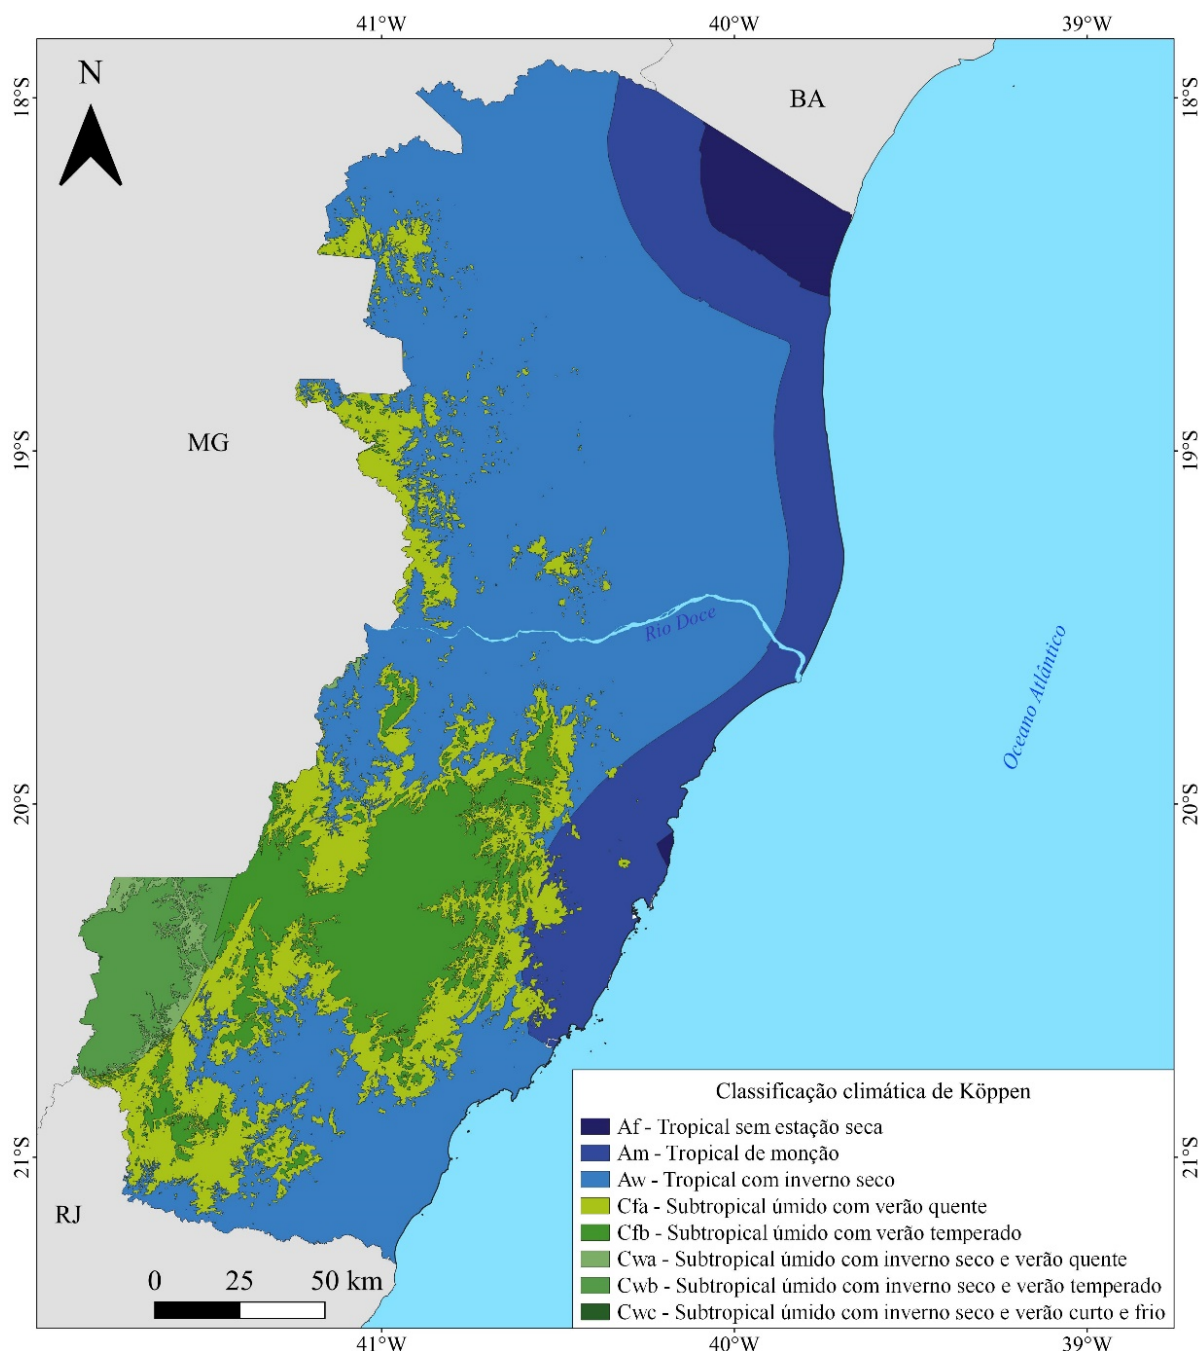 41°W 40°W 39°W
N
BA
18°S 18°S
MG
19°S 19°S
Rio Doce
Oceano Atlântico
20°S 20°S
21°S 21°S
RJ
0 25 50 km
Classificação climática de Köppen
Af - Tropical sem estação seca
Am - Tropical de monção
Aw - Tropical com inverno seco
Cfa - Subtropical úmido com verão quente
Cfb - Subtropical úmido com verão temperado
Cwa - Subtropical úmido com inverno seco e verão quente
Cwb - Subtropical úmido com inverno seco e verão temperado
Cwc - Subtropical úmido com inverno seco e verão curto e frio
41°W 40°W 39°W